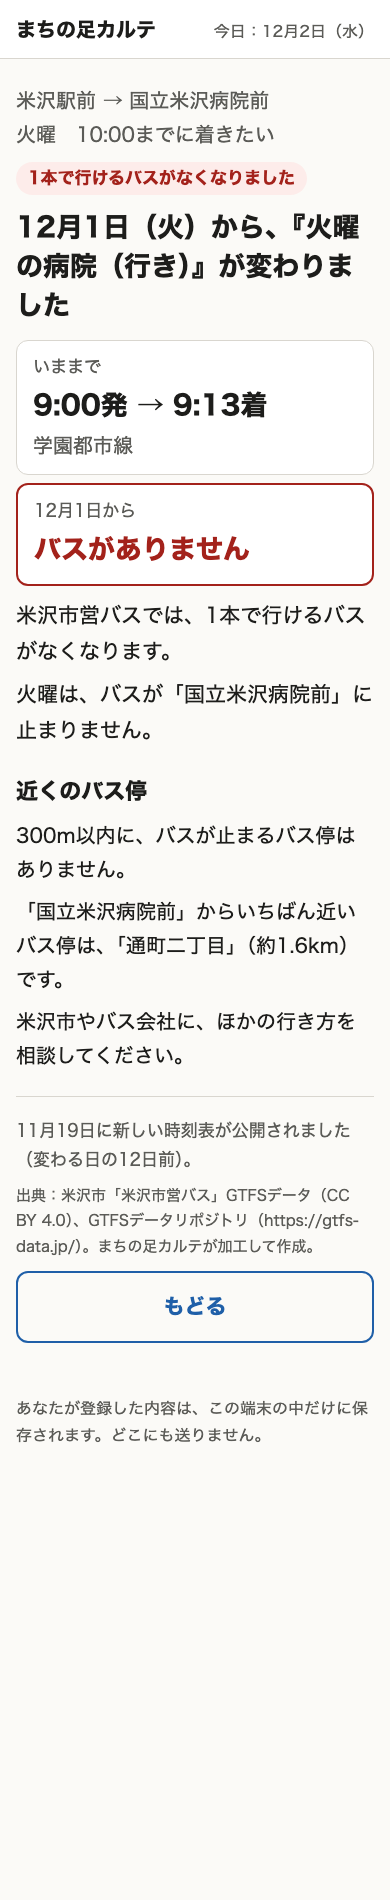 まちの足カルテ
今日：12月2日（水）
米沢駅前 → 国立米沢病院前
火曜　10:00までに着きたい
1本で行けるバスがなくなりました
12月1日（火）から、『火曜
の病院（行き）』が変わりま
した
いままで
9:00発 → 9:13着
学園都市線
12月1日から
バスがありません
米沢市営バスでは、1本で行けるバス
がなくなります。
火曜は、バスが「国立米沢病院前」に
止まりません。
近くのバス停
300m以内に、バスが止まるバス停は
ありません。
「国立米沢病院前」からいちばん近い
バス停は、「通町二丁目」（約1.6km）
です。
米沢市やバス会社に、ほかの行き方を
相談してください。
11月19日に新しい時刻表が公開されました
（変わる日の12日前）。
出典：米沢市「米沢市営バス」GTFSデータ（CC
BY 4.0）、GTFSデータリポジトリ（https://gtfs-
data.jp/）。まちの足カルテが加工して作成。
もどる
あなたが登録した内容は、この端末の中だけに保
存されます。どこにも送りません。